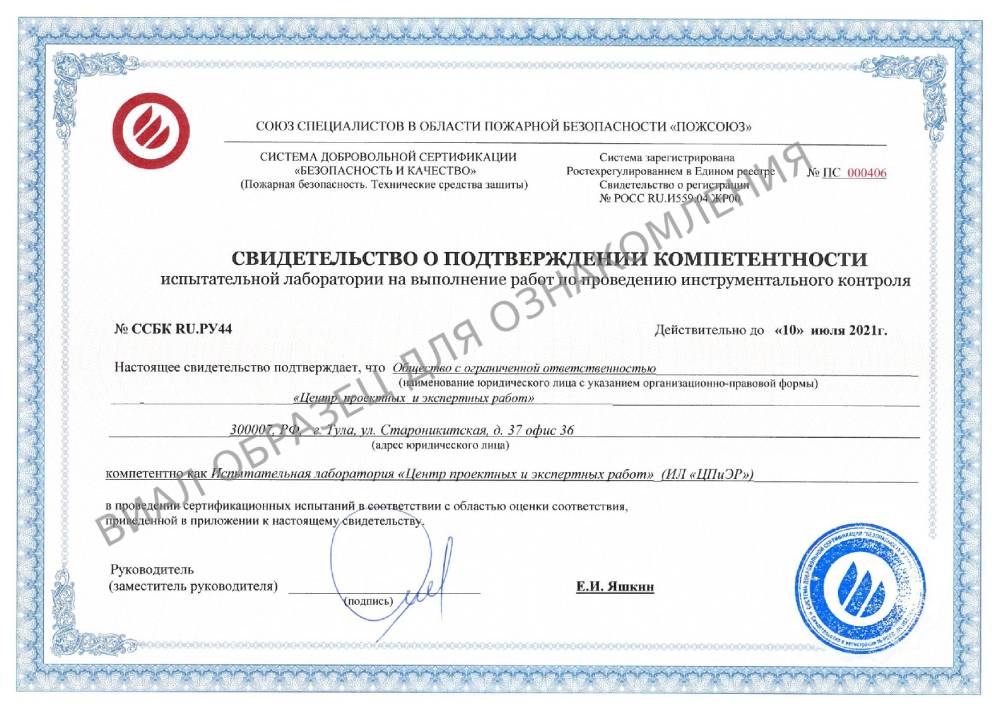 СОЮЗ СПЕЦИАЛИСТОВ В ОБЛАСТИ ПОЖАРНОЙ БЕЗОПАСНОСТИ «ПОЖСОЮЗ»
СИСТЕМА ДОБРОВОЛЬНОЙ СЕРТИФИКАЦИИ
«БЕЗОПАСНОСТЬ И КАЧЕСТВО»
(Пожарная безопасность. Технические средства защиты)
Система зарегистрирована
Ростехрегулированием в Едином реестре
Свидетельство о регистрации
№ РОСС RU.И559.04.ЖР00
№ ПС 000406
СВИДЕТЕЛЬСТВО О ПОДТВЕРЖДЕНИИ КОМПЕТЕНТНОСТИ
испытательной лаборатории на выполнение работ по проведению инструментального контроля
№ ССБК RU.РУ44
Действительно до «10» июля 2021г.
Настоящее свидетельство подтверждает, что Общество с ограниченной ответственностью
(наименование юридического лица с указанием организационно-правовой формы)
«Центр проектных и экспертных работ»
300007, РФ, г. Тула, ул. Староникитская, д. 37 офис 36
(адрес юридического лица)
компетентно как Испытательная лаборатория «Центр проектных и экспертных работ» (ИЛ «ЦПиЭР»)
в проведении сертификационных испытаний в соответствии с областью оценки соответствия,
приведенной в приложении к настоящему свидетельству.
Руководитель
(заместитель руководителя)
(подпись)
Е.И. Яшкин
ВИАЛ ОБРАЗЕЦ ДЛЯ ОЗНАКОМЛЕНИЯ